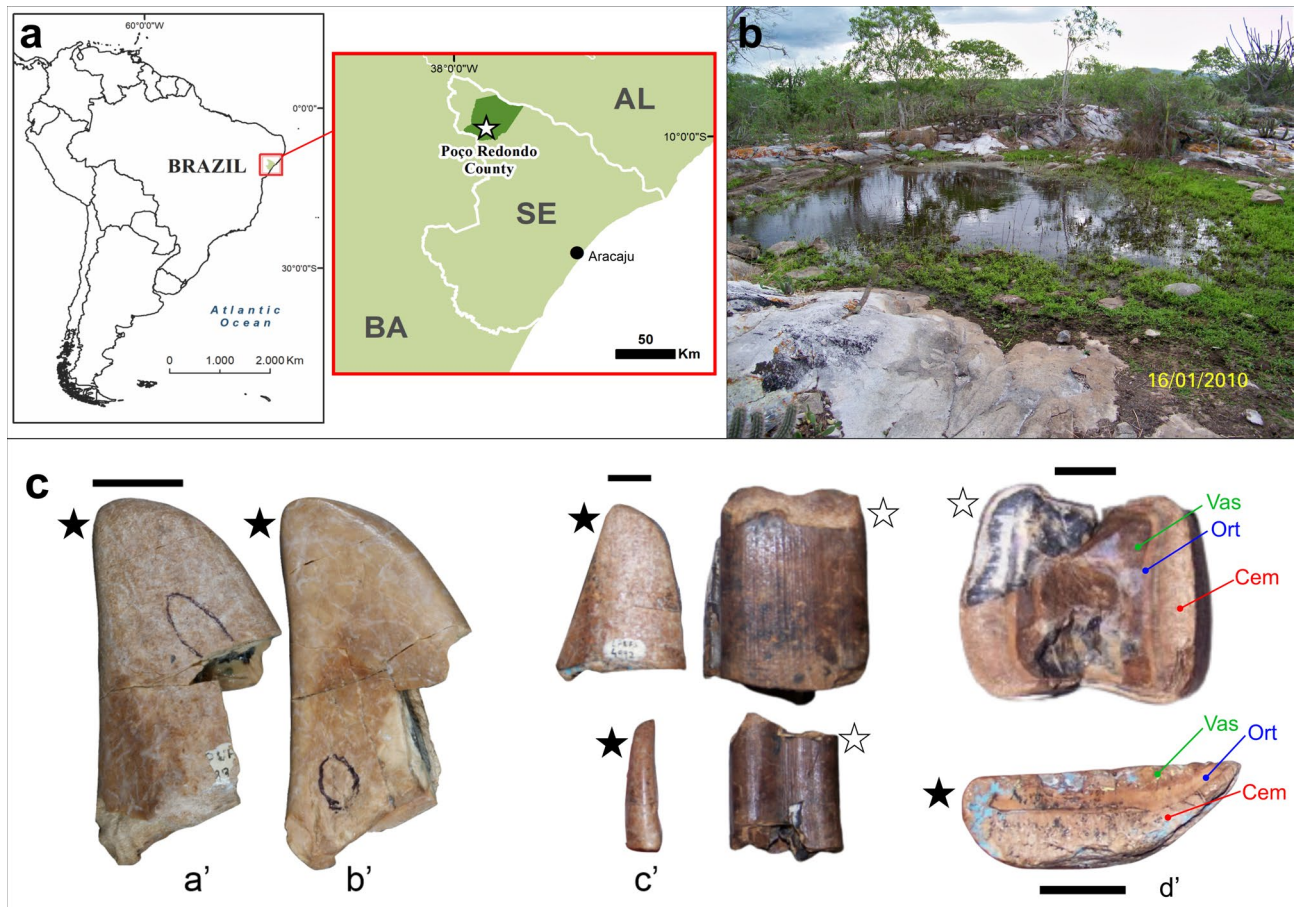 a
60°0'0"W
0°0'0"
BRAZIL
30°0'0"S
Atlantic
Ocean
0 1.000 2.000 Km
38°0'0"W
AL
10°0'0"S
Poço Redondo
County
SE
Aracaju
BA
50
Km
b
16/01/2010
c
a’
b’
c’
Vas
Ort
Cem
Vas
Ort
Cem
d’